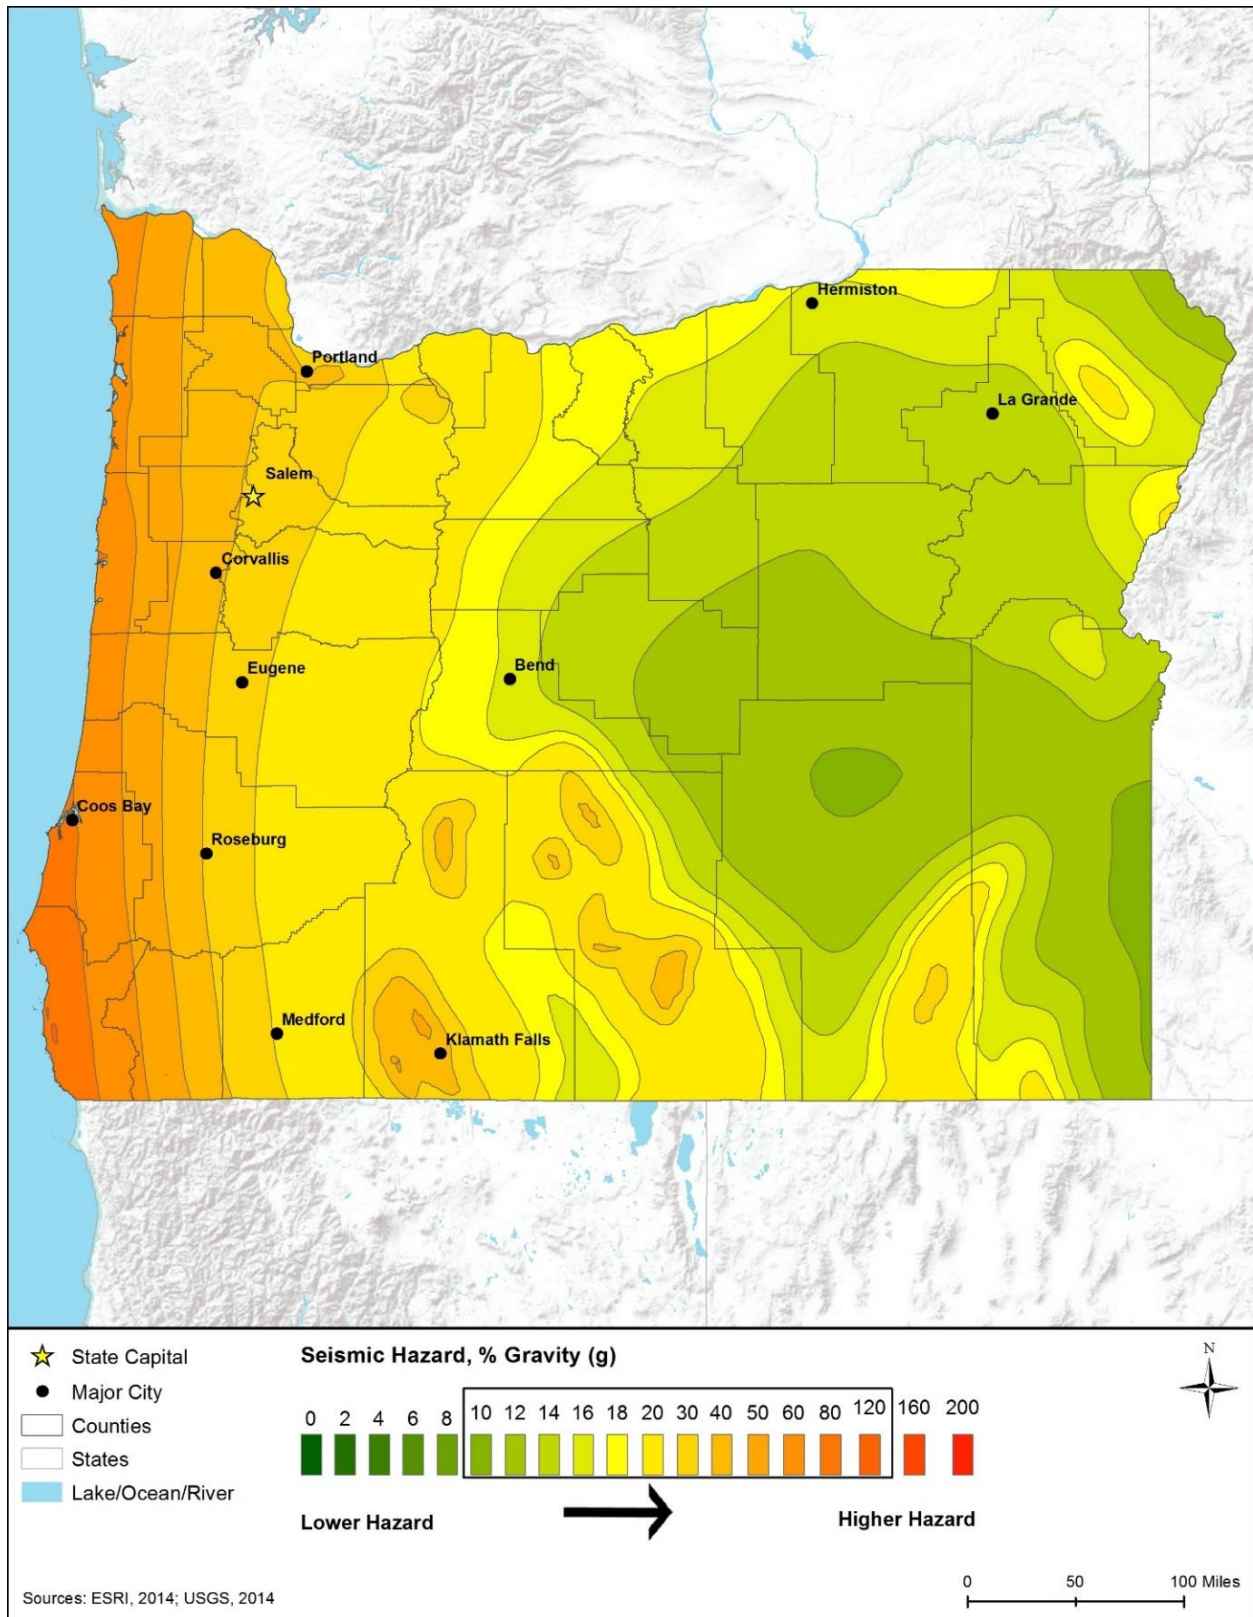 Hermiston
Portland
La Grande
Salem
Corvallis
Eugene
Bend
Coos Bay
Roseburg
Medford
Klamath Falls
State Capital
Major City
Counties
States
Lake/Ocean/River
Seismic Hazard, % Gravity (g)
0 2 4 6 8 10 12 14 16 18 20 30 40 50 60 80 120 160 200
Lower Hazard
Higher Hazard
N
0 50 100 Miles
Sources: ESRI, 2014; USGS, 2014